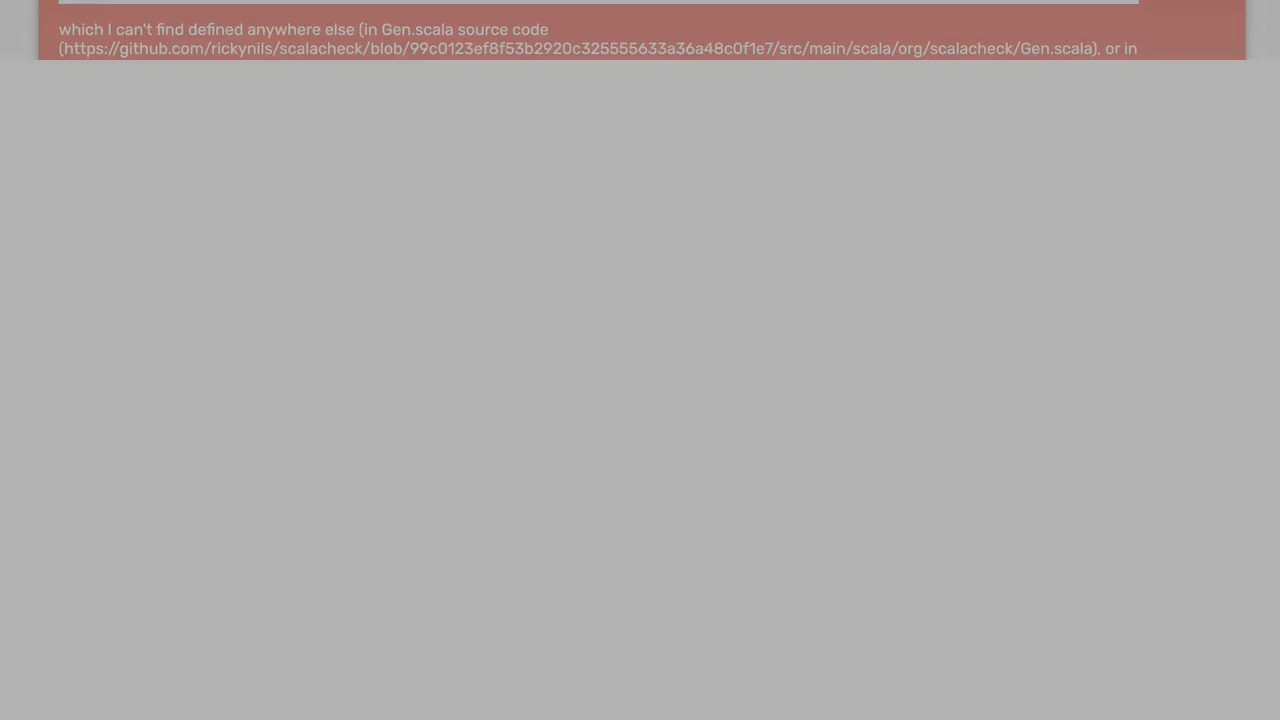 which I can't find defined anywhere else (in Gen.scala source code
(https://github.com/rickynils/scalacheck/blob/99c0123ef8f53b2920c325555633a36a48c0f1e7/src/main/scala/org/scalacheck/Gen.scala), or in